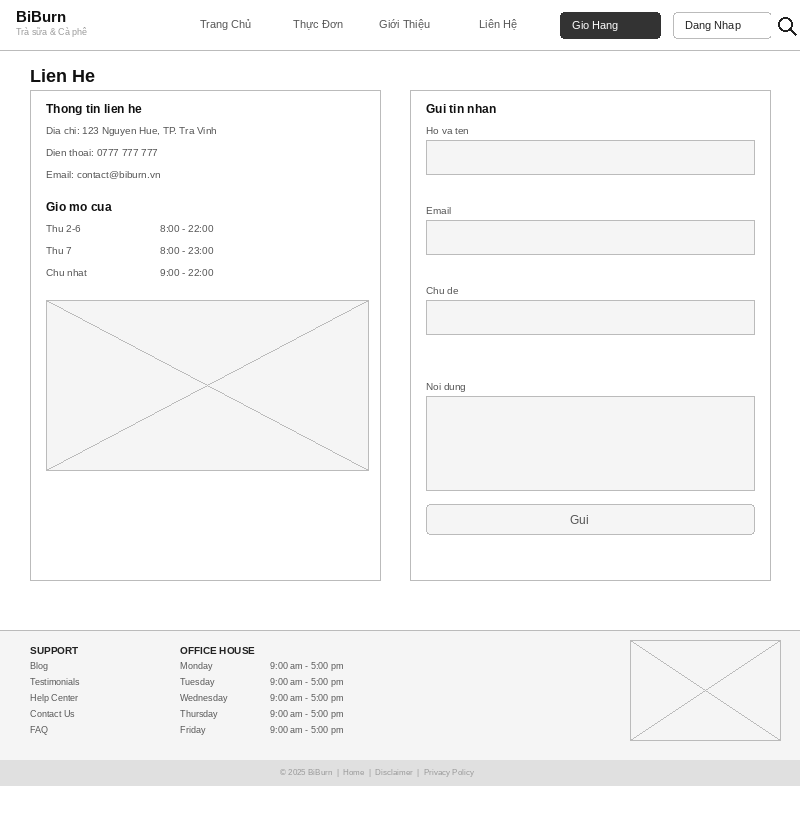 BiBurn
Trà sữa & Cà phê
Trang Chủ
Thực Đơn
Giới Thiệu
Liên Hệ
Gio Hang
Dang Nhap
Lien He
Thong tin lien he
Dia chi: 123 Nguyen Hue, TP. Tra Vinh
Dien thoai: 0777 777 777
Email: contact@biburn.vn
Gio mo cua
Thu 2-6 8:00 - 22:00
Thu 7 8:00 - 23:00
Chu nhat 9:00 - 22:00
Gui tin nhan
Ho va ten
Email
Chu de
Noi dung
Gui
SUPPORT
Blog
Testimonials
Help Center
Contact Us
FAQ
OFFICE HOUSE
Monday 9:00 am - 5:00 pm
Tuesday 9:00 am - 5:00 pm
Wednesday 9:00 am - 5:00 pm
Thursday 9:00 am - 5:00 pm
Friday 9:00 am - 5:00 pm
© 2025 BiBurn | Home | Disclaimer | Privacy Policy